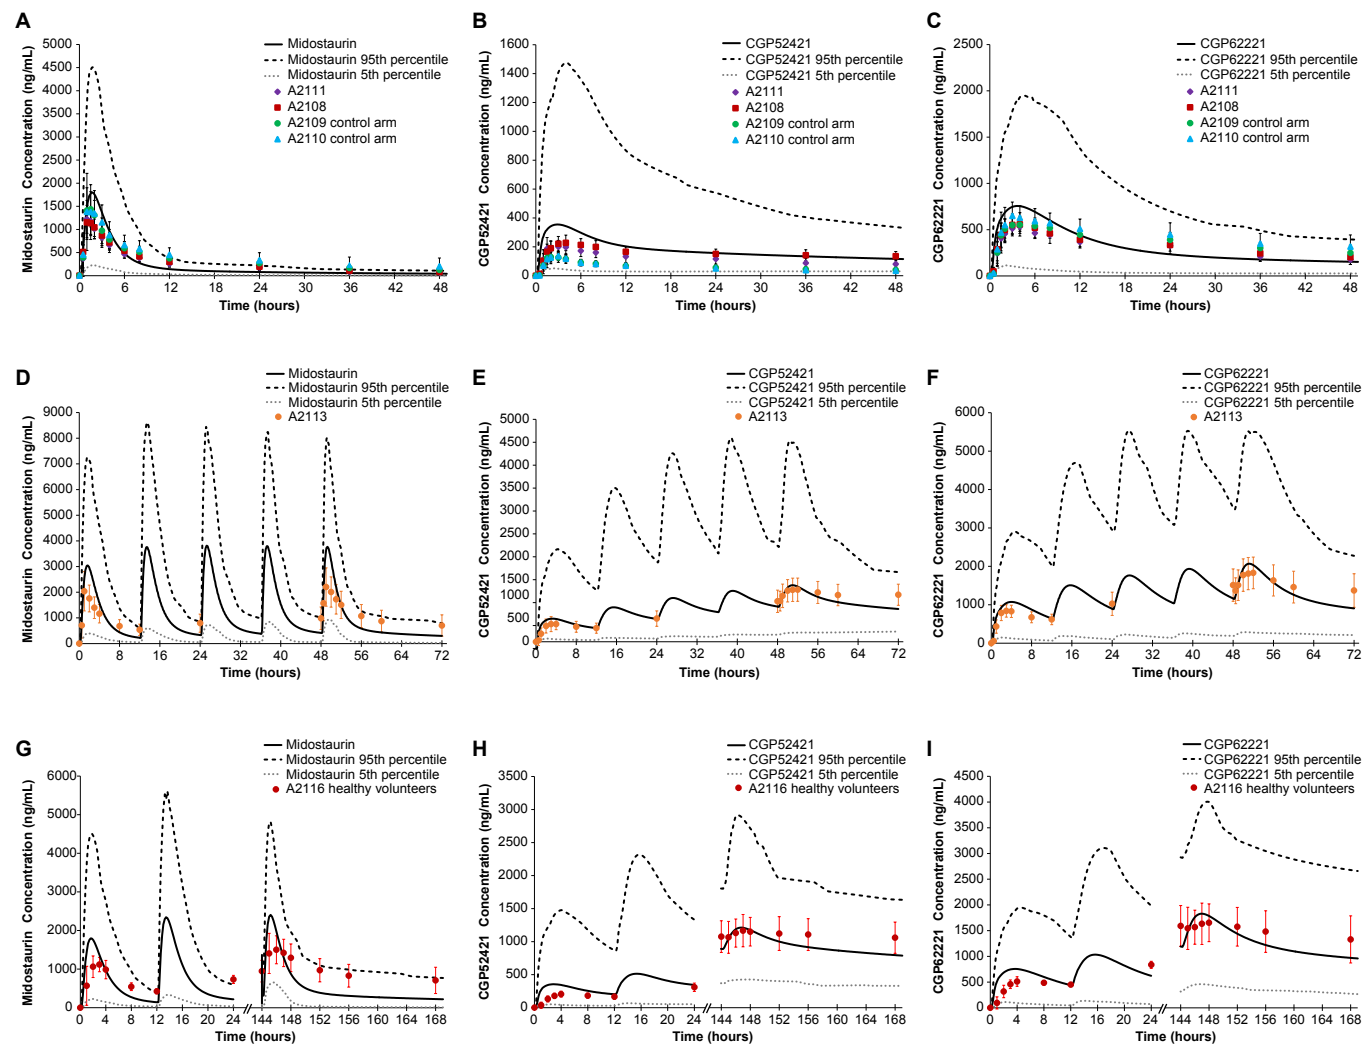 A
Midostaurin
Midostaurin 95th percentile
Midostaurin 5th percentile
A2111
A2108
A2109 control arm
A2110 control arm
Midostaurin Concentration (ng/mL)
5000
4500
4000
3500
3000
2500
2000
1500
1000
500
0
0 6 12 18 24 30 36 42 48
Time (hours)
B
CGP52421
CGP52421 95th percentile
CGP52421 5th percentile
A2111
A2108
A2109 control arm
A2110 control arm
CGP52421 Concentration (ng/mL)
1600
1400
1200
1000
800
600
400
200
0
0 6 12 18 24 30 36 42 48
Time (hours)
C
CGP62221
CGP62221 95th percentile
CGP62221 5th percentile
A2111
A2108
A2109 control arm
A2110 control arm
CGP62221 Concentration (ng/mL)
2500
2000
1500
1000
500
0
0 6 12 18 24 30 36 42 48
Time (hours)
D
Midostaurin
Midostaurin 95th percentile
Midostaurin 5th percentile
A2113
Midostaurin Concentration (ng/mL)
9000
8000
7000
6000
5000
4000
3000
2000
1000
0
0 8 16 24 32 40 48 56 64 72
Time (hours)
E
CGP52421
CGP52421 95th percentile
CGP52421 5th percentile
A2113
CGP52421 Concentration (ng/mL)
5000
4500
4000
3500
3000
2500
2000
1500
1000
500
0
0 8 16 24 32 40 48 56 64 72
Time (hours)
F
CGP62221
CGP62221 95th percentile
CGP62221 5th percentile
A2113
CGP62221 Concentration (ng/mL)
6000
5000
4000
3000
2000
1000
0
0 8 16 24 32 40 48 56 64 72
Time (hours)
G
Midostaurin
Midostaurin 95th percentile
Midostaurin 5th percentile
A2116 healthy volunteers
Midostaurin Concentration (ng/mL)
6000
5000
4000
3000
2000
1000
0
0 4 8 12 16 20 24 144 148 152 156 160 164 168
Time (hours)
H
CGP52421
CGP52421 95th percentile
CGP52421 5th percentile
A2116 healthy volunteers
CGP52421 Concentration (ng/mL)
3500
3000
2500
2000
1500
1000
500
0
0 4 8 12 16 20 24 144 148 152 156 160 164 168
Time (hours)
I
CGP62221
CGP62221 95th percentile
CGP62221 5th percentile
A2116 healthy volunteers
CGP62221 Concentration (ng/mL)
4500
4000
3500
3000
2500
2000
1500
1000
500
0
0 4 8 12 16 20 24 144 148 152 156 160 164 168
Time (hours)